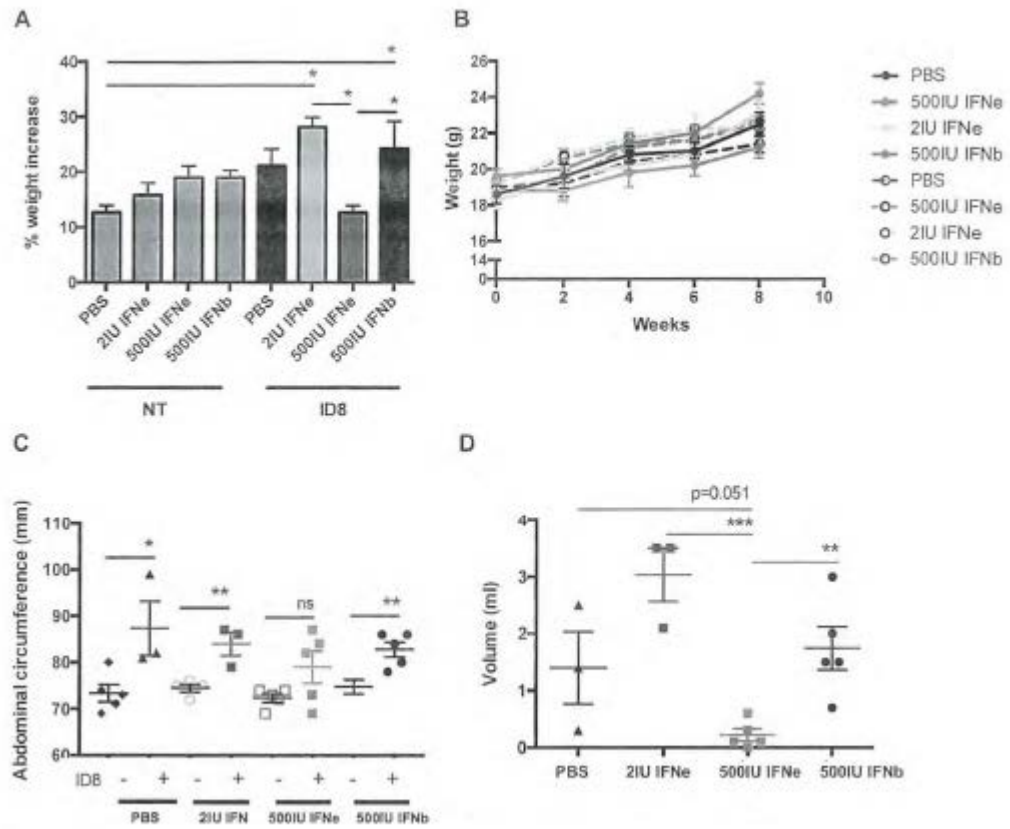 A
% weight increase
40
30
20
10
0
* * * *
PBS
2IU IFNe
500IU IFNe
500IU IFNb
PBS
2IU IFNe
500IU IFNe
500IU IFNb
NT
ID8
B
Weight (g)
26
24
22
20
18
16
14
0
0 2 4 6 8 10
Weeks
PBS
500IU IFNe
2IU IFNe
500IU IFNb
PBS
500IU IFNe
2IU IFNe
500IU IFNb
C
Abdominal circumference (mm)
110
100
90
80
70
60
* ** ns **
ID8 - + - + - + - +
PBS 2IU IFN 500IU IFNe 500IU IFNb
D
Volume (ml)
4
3
2
1
0
p=0.051
***
**
PBS 2IU IFNe 500IU IFNe 500IU IFNb